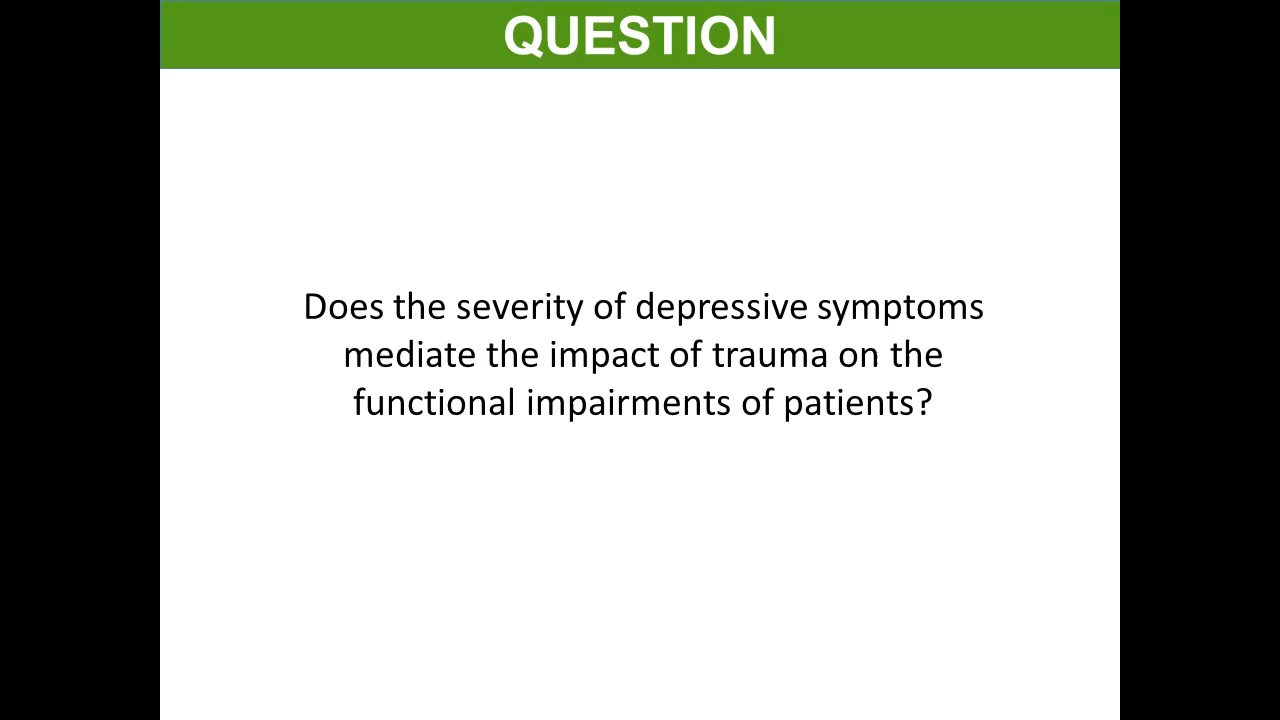 QUESTION
Does the severity of depressive symptoms
mediate the impact of trauma on the
functional impairments of patients?